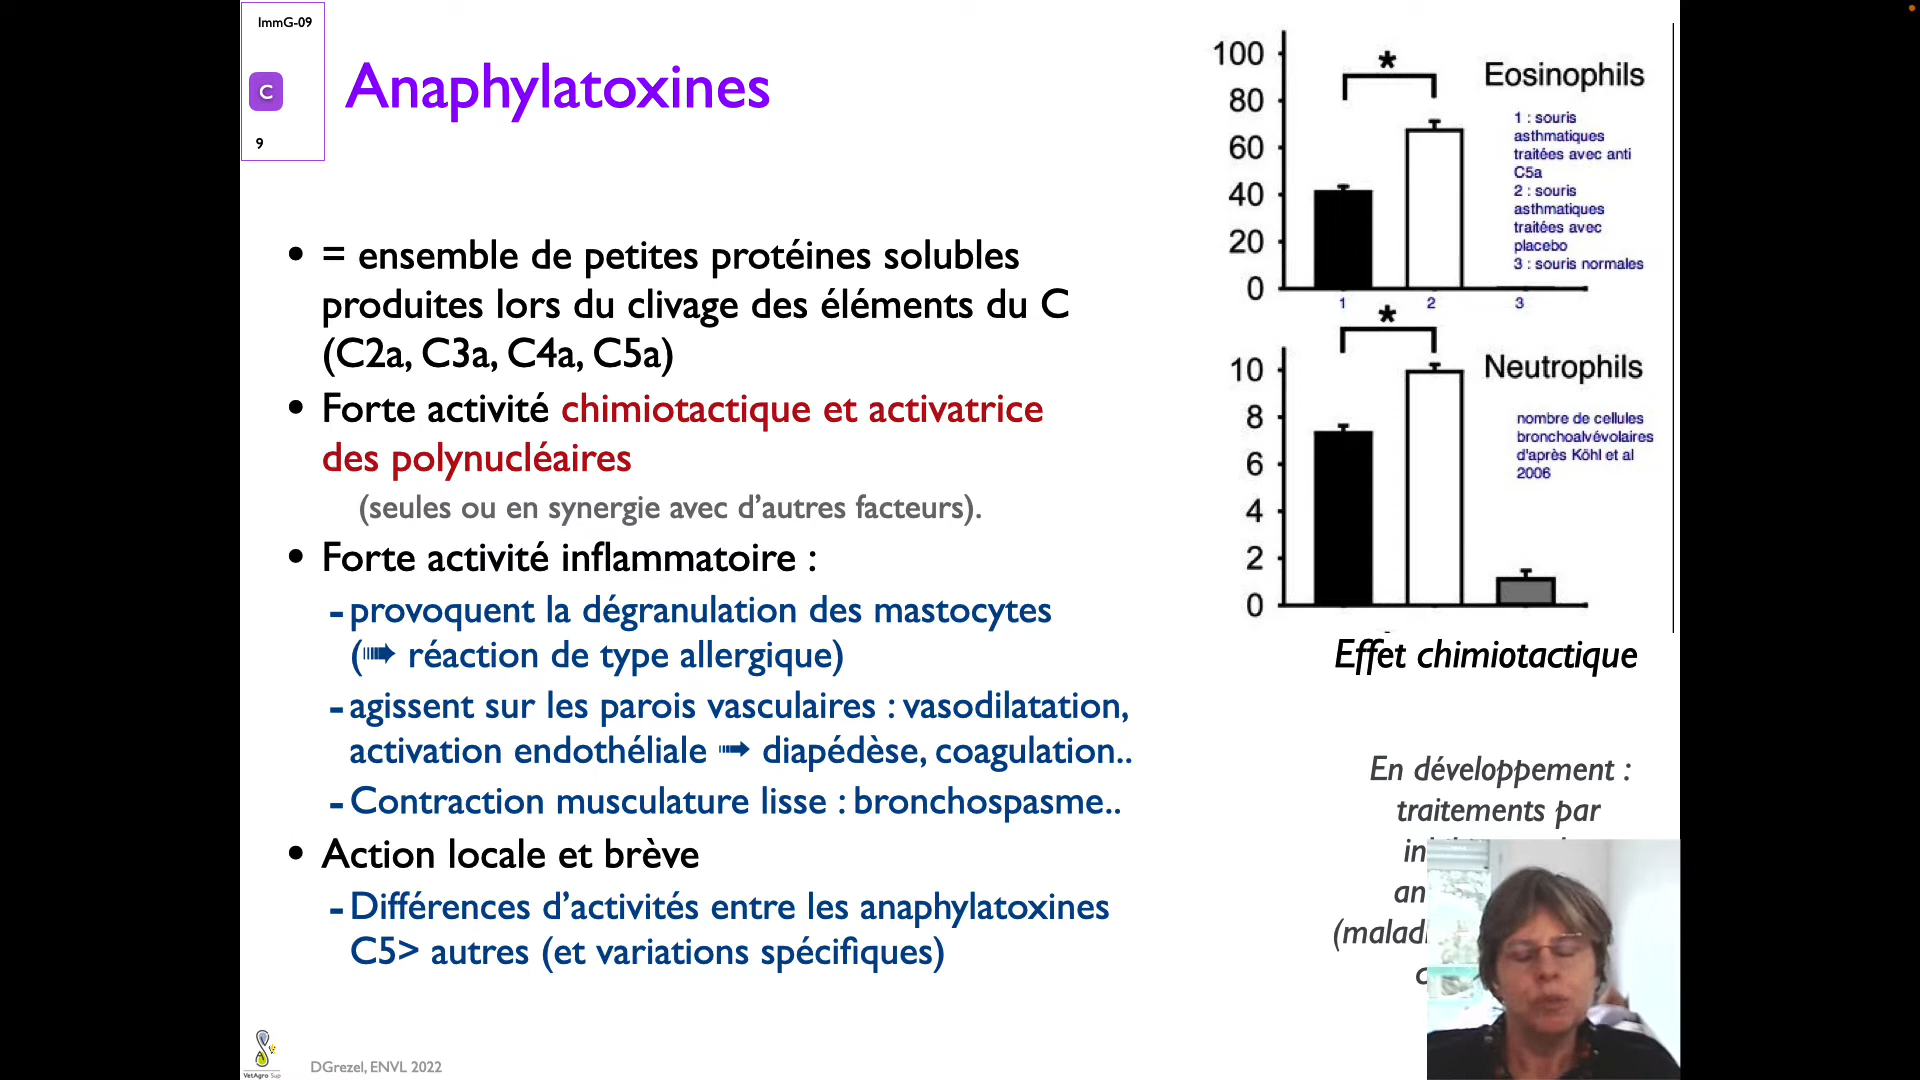 ImmG-09
C
9
Anaphylatoxines
• = ensemble de petites protéines solubles
produites lors du clivage des éléments du C
(C2a, C3a, C4a, C5a)
• Forte activité chimiotactique et activatrice
des polynucléaires
(seules ou en synergie avec d’autres facteurs).
• Forte activité inflammatoire :
- provoquent la dégranulation des mastocytes
(➠ réaction de type allergique)
- agissent sur les parois vasculaires : vasodilatation,
activation endothéliale ➟ diapédèse, coagulation..
- Contraction musculature lisse : bronchospasme..
• Action locale et brève
- Différences d’activités entre les anaphylatoxines
C5> autres (et variations spécifiques)
VetAgro Sup
DGrezel, ENVL 2022
100
80
60
40
20
0
*
Eosinophils
1 : souris
asthmatiques
traitées avec anti
C5a
2 : souris
asthmatiques
traitées avec
placebo
3 : souris normales
1 2 3
10
8
6
4
2
0
*
Neutrophils
nombre de cellules
bronchoalvévolaires
d'après Köhl et al
2006
Effet chimiotactique
En développement :
traitements par